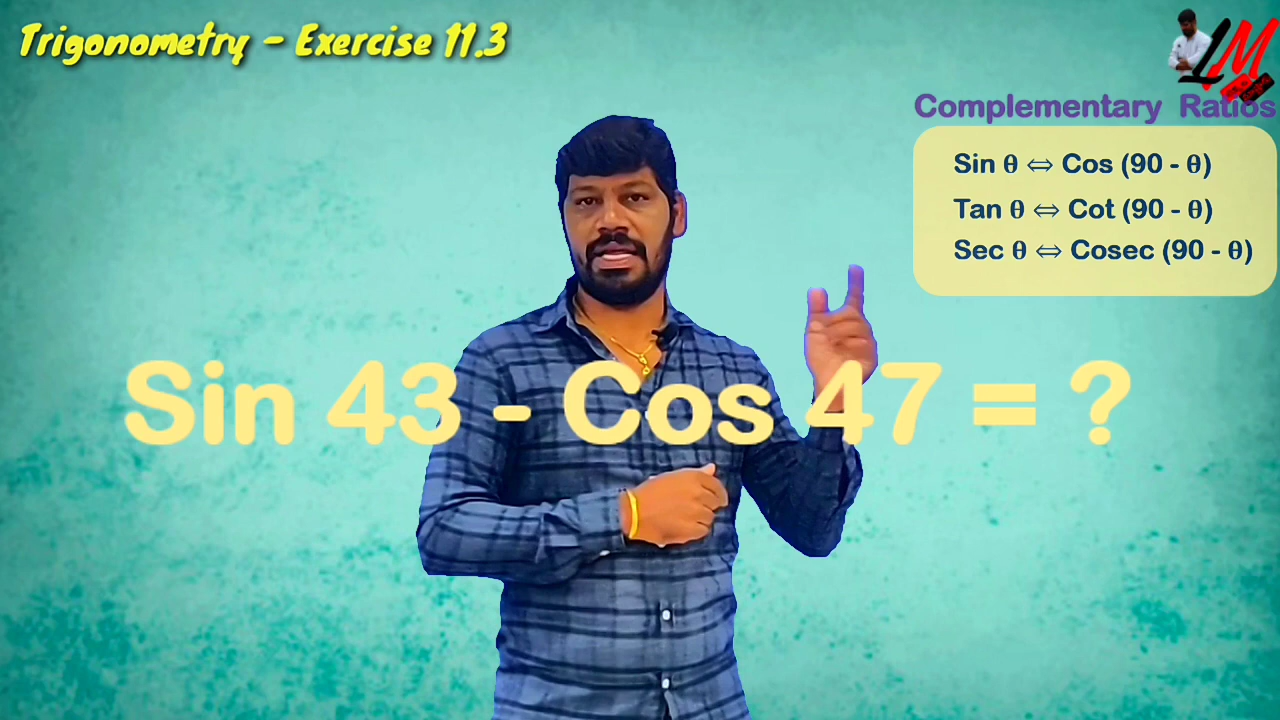 Trigonometry - Exercise 11.3
LM
Complementary Ratios
Sin θ ⇔ Cos (90 - θ)
Tan θ ⇔ Cot (90 - θ)
Sec θ ⇔ Cosec (90 - θ)
Sin 43 - Cos 47 = ?